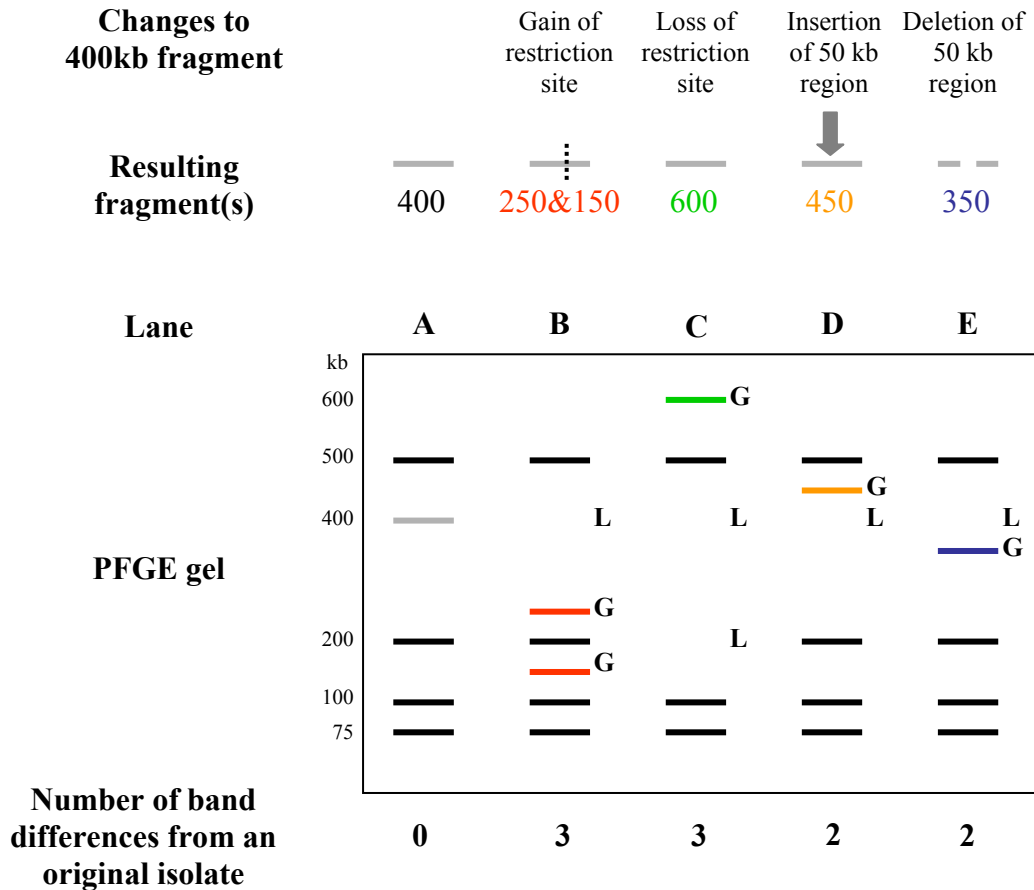 Changes to
400kb fragment
Gain of
restriction
site
Loss of
restriction
site
Insertion
of 50 kb
region
Deletion of
50 kb
region
Resulting
fragment(s)
400
250&150
600
450
350
Lane
A
B
C
D
E
kb
600
G
500
G
400
L
L
L
L
G
PFGE gel
G
200
L
G
100
75
Number of band
differences from an
original isolate
0
3
3
2
2